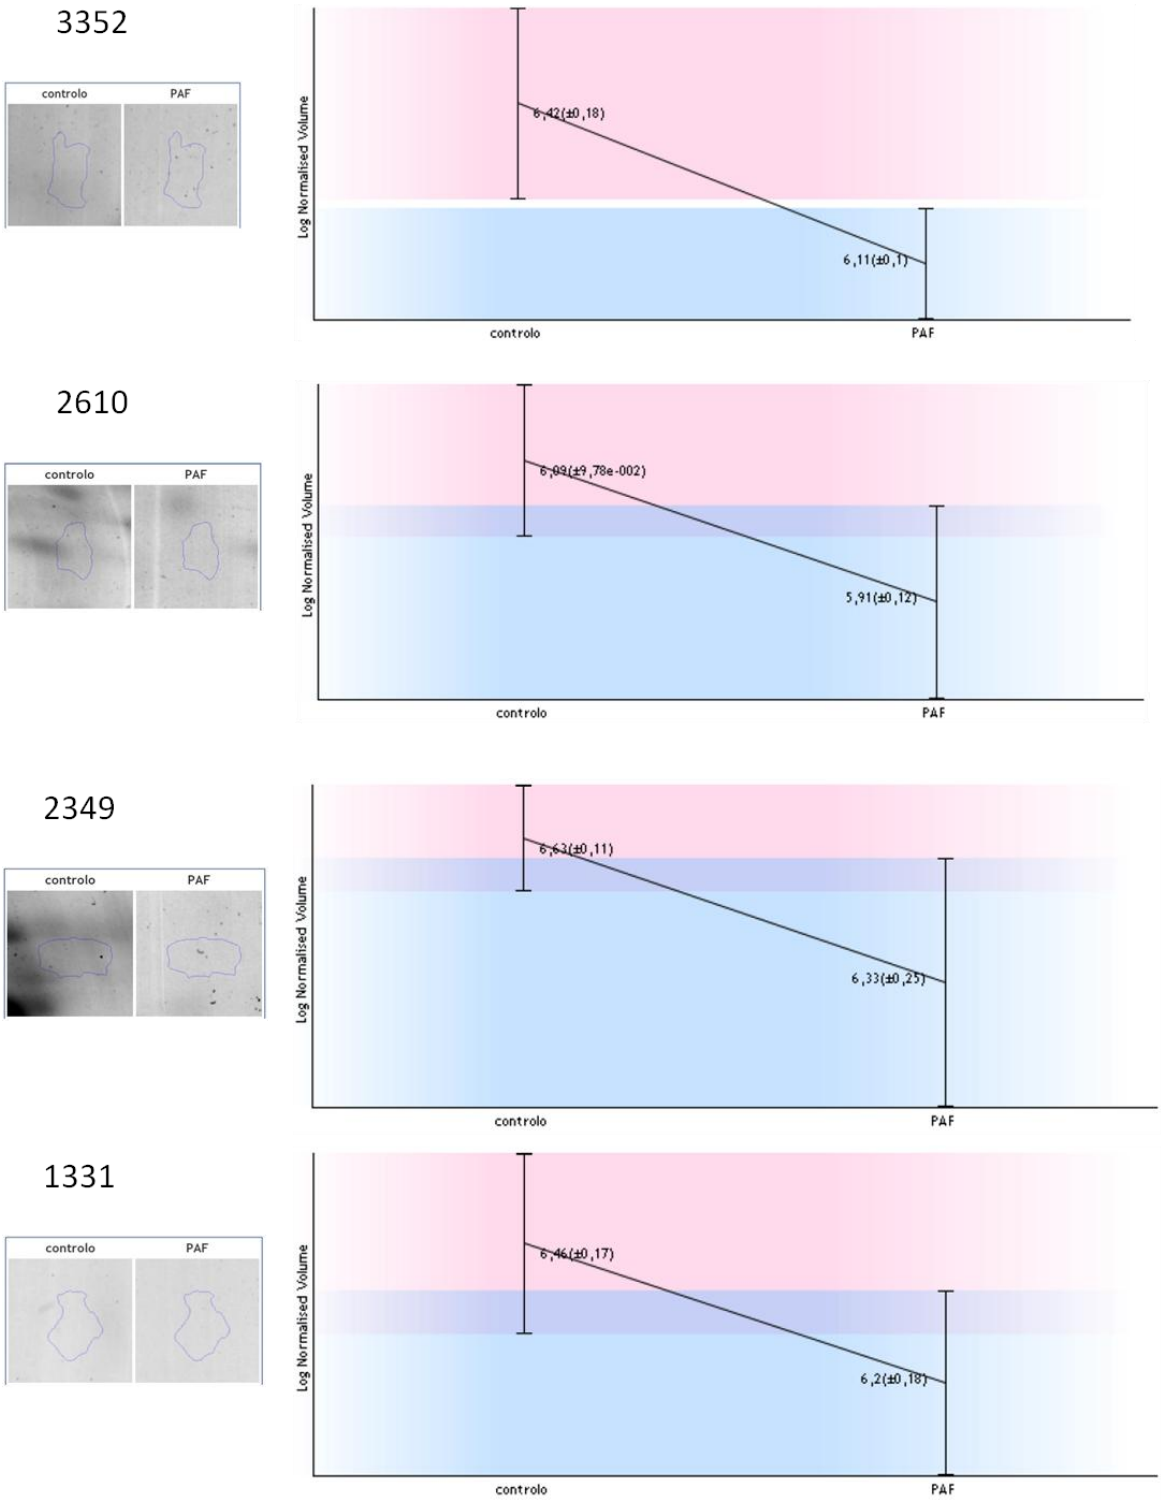 3352
controlo PAF
Log Normalised Volume
6,42(±0,18)
6,11(±0,1)
controlo PAF
2610
controlo PAF
Log Normalised Volume
6,09(±9,78e-002)
5,91(±0,12)
controlo PAF
2349
controlo PAF
Log Normalised Volume
6,63(±0,11)
6,33(±0,25)
controlo PAF
1331
controlo PAF
Log Normalised Volume
6,46(±0,17)
6,2(±0,18)
controlo PAF